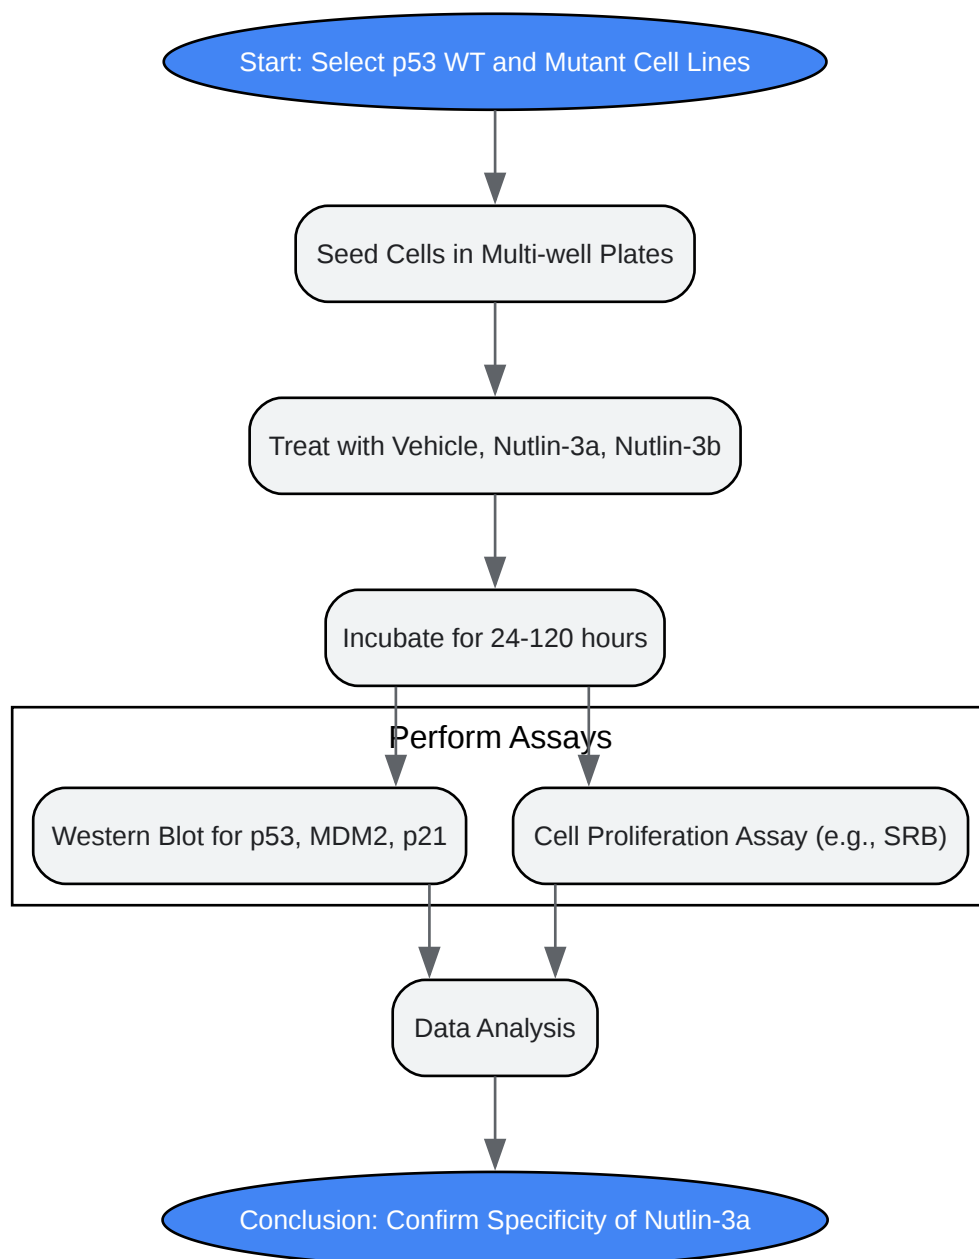 Start: Select p53 WT and Mutant Cell Lines
Seed Cells in Multi-well Plates
Treat with Vehicle, Nutlin-3a, Nutlin-3b
Incubate for 24-120 hours
Perform Assays
Western Blot for p53, MDM2, p21
Cell Proliferation Assay (e.g., SRB)
Data Analysis
Conclusion: Confirm Specificity of Nutlin-3a